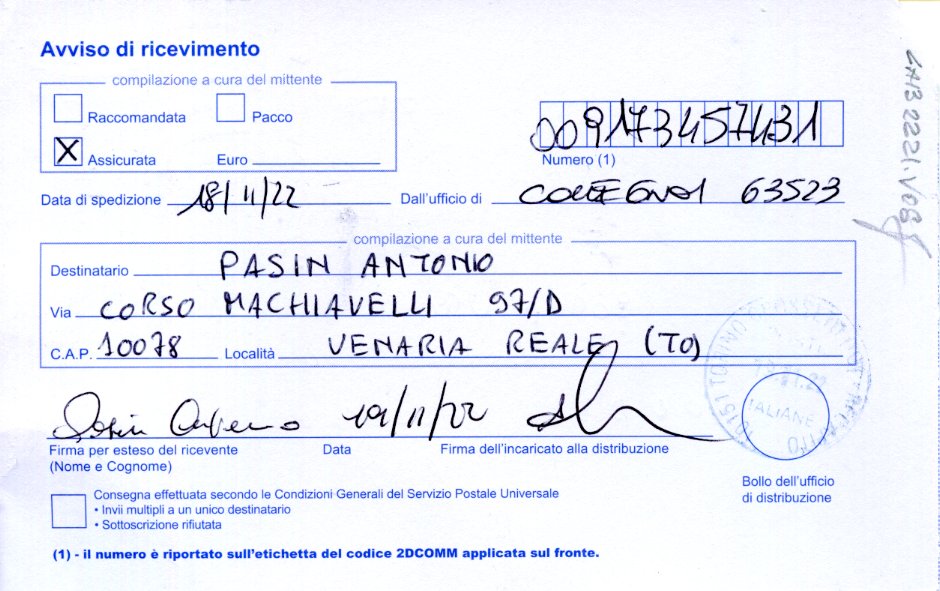 Avviso di ricevimento
compilazione a cura del mittente
Raccomandata Pacco
X Assicurata Euro
009173457431
Numero (1)
Data di spedizione 18/11/22 Dall'ufficio di 63523
compilazione a cura del mittente
Destinatario PASIN ANTONIO
Via CORSO MACHIAVELLI 97/D
C.A.P. 10078 Località VENARIA REALE (TO)
19/11/22
Firma per esteso del ricevente Data Firma dell'incaricato alla distribuzione
(Nome e Cognome)
Bollo dell'ufficio
di distribuzione
Consegna effettuata secondo le Condizioni Generali del Servizio Postale Universale
• Invii multipli a un unico destinatario
• Sottoscrizione rifiutata
(1) - il numero è riportato sull'etichetta del codice 2DCOMM applicata sul fronte.